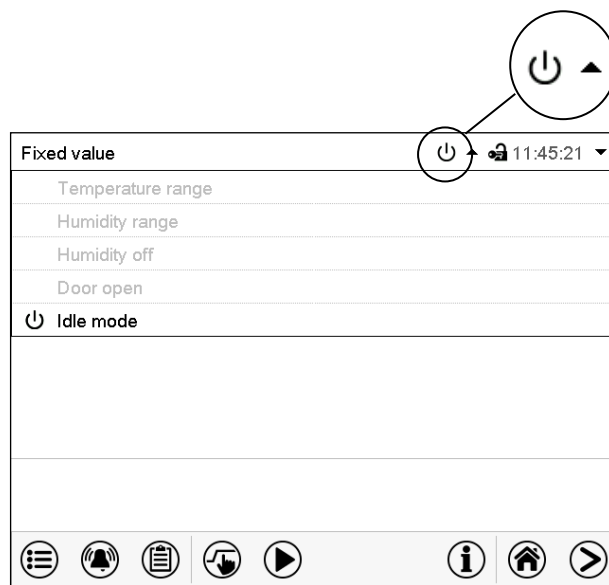 Fixed value 11:45:21
Temperature range
Humidity range
Humidity off
Door open
Idle mode